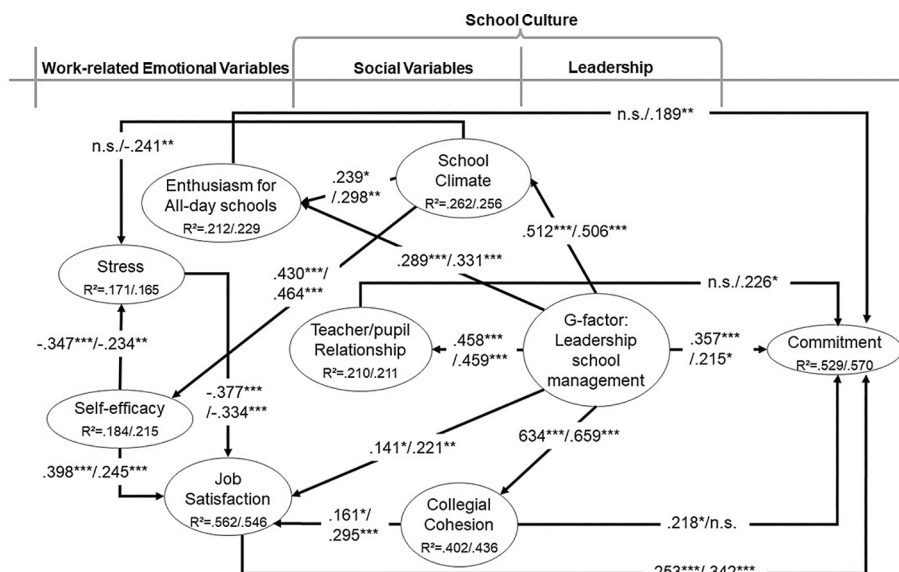 School Culture
Work-related Emotional Variables
Social Variables
Leadership
n.s./.189**
n.s./-.241**
School
Climate
R²=.262/.256
.239*
/.298**
Enthusiasm for
All-day schools
R²=.212/.229
.512***/.506***
.289***/.331***
Stress
R²=.171/.165
.430***/
.464***
n.s./.226*
Teacher/pupil
Relationship
R²=.210/.211
.458***
/.459***
G-factor:
Leadership
school
management
.357***
/.215*
Commitment
R²=.529/.570
-.347***/-.234**
-.377***
/-.334***
Self-efficacy
R²=.184/.215
.141*/.221**
634***/.659***
.398***/.245***
Job
Satisfaction
R²=.562/.546
.161*/
.295***
Collegial
Cohesion
R²=.402/.436
.218*/n.s.
.253***/.342***